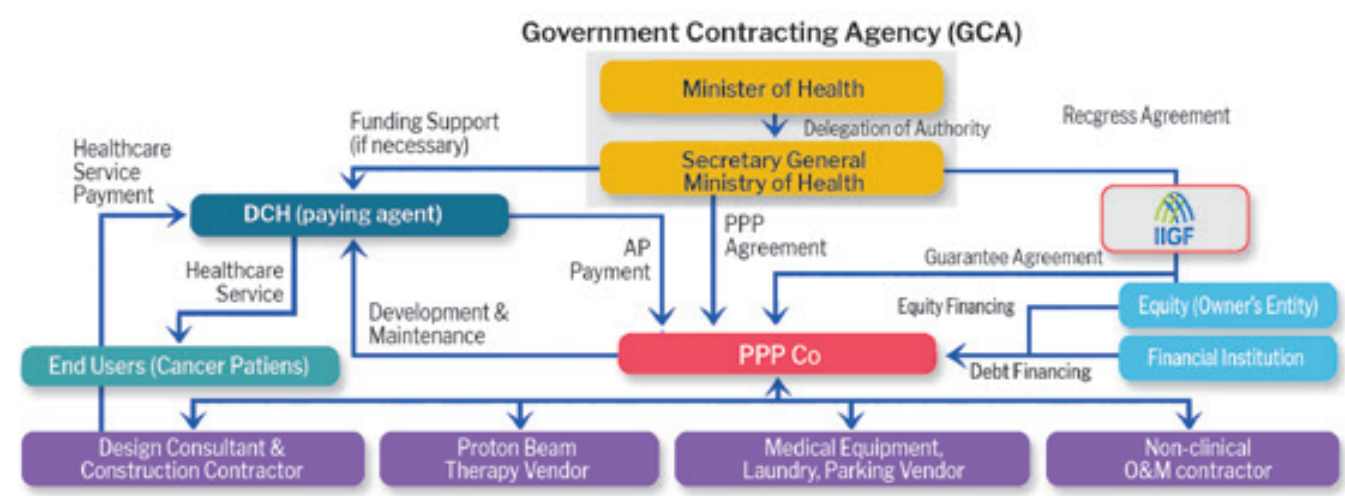 Government Contracting Agency (GCA)
Minister of Health
Delegation of Authority
Secretary General
Ministry of Health
Recgress Agreement
Funding Support
(if necessary)
Healthcare
Service
Payment
DCH (paying agent)
IIGF
PPP
Agreement
AP
Payment
Guarantee Agreement
Healthcare
Service
Development &
Maintenance
Equity Financing
Equity (Owner's Entity)
End Users (Cancer Patiens)
PPP Co
Financial Institution
Debt Financing
Design Consultant &
Construction Contractor
Proton Beam
Therapy Vendor
Medical Equipment,
Laundry, Parking Vendor
Non-clinical
O&M contractor